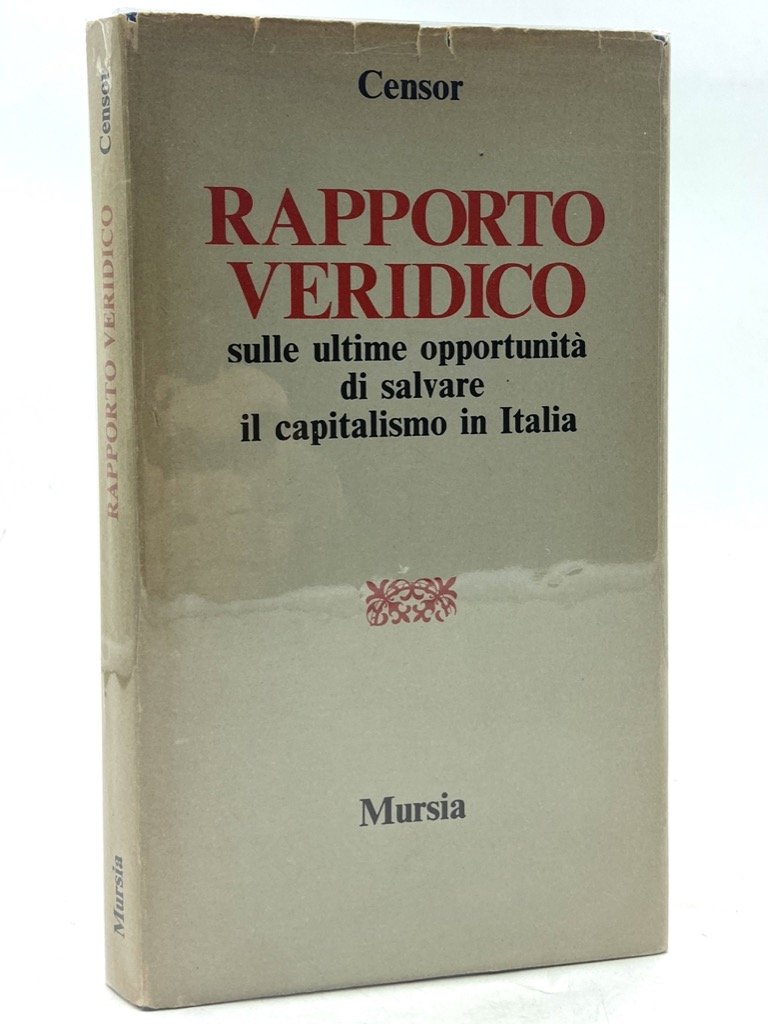 Censor
RAPPORTO
VERIDICO
sulle ultime opportunità
di salvare
il capitalismo in Italia
Mursia
Censor
RAPPORTO VERIDICO
Mursia